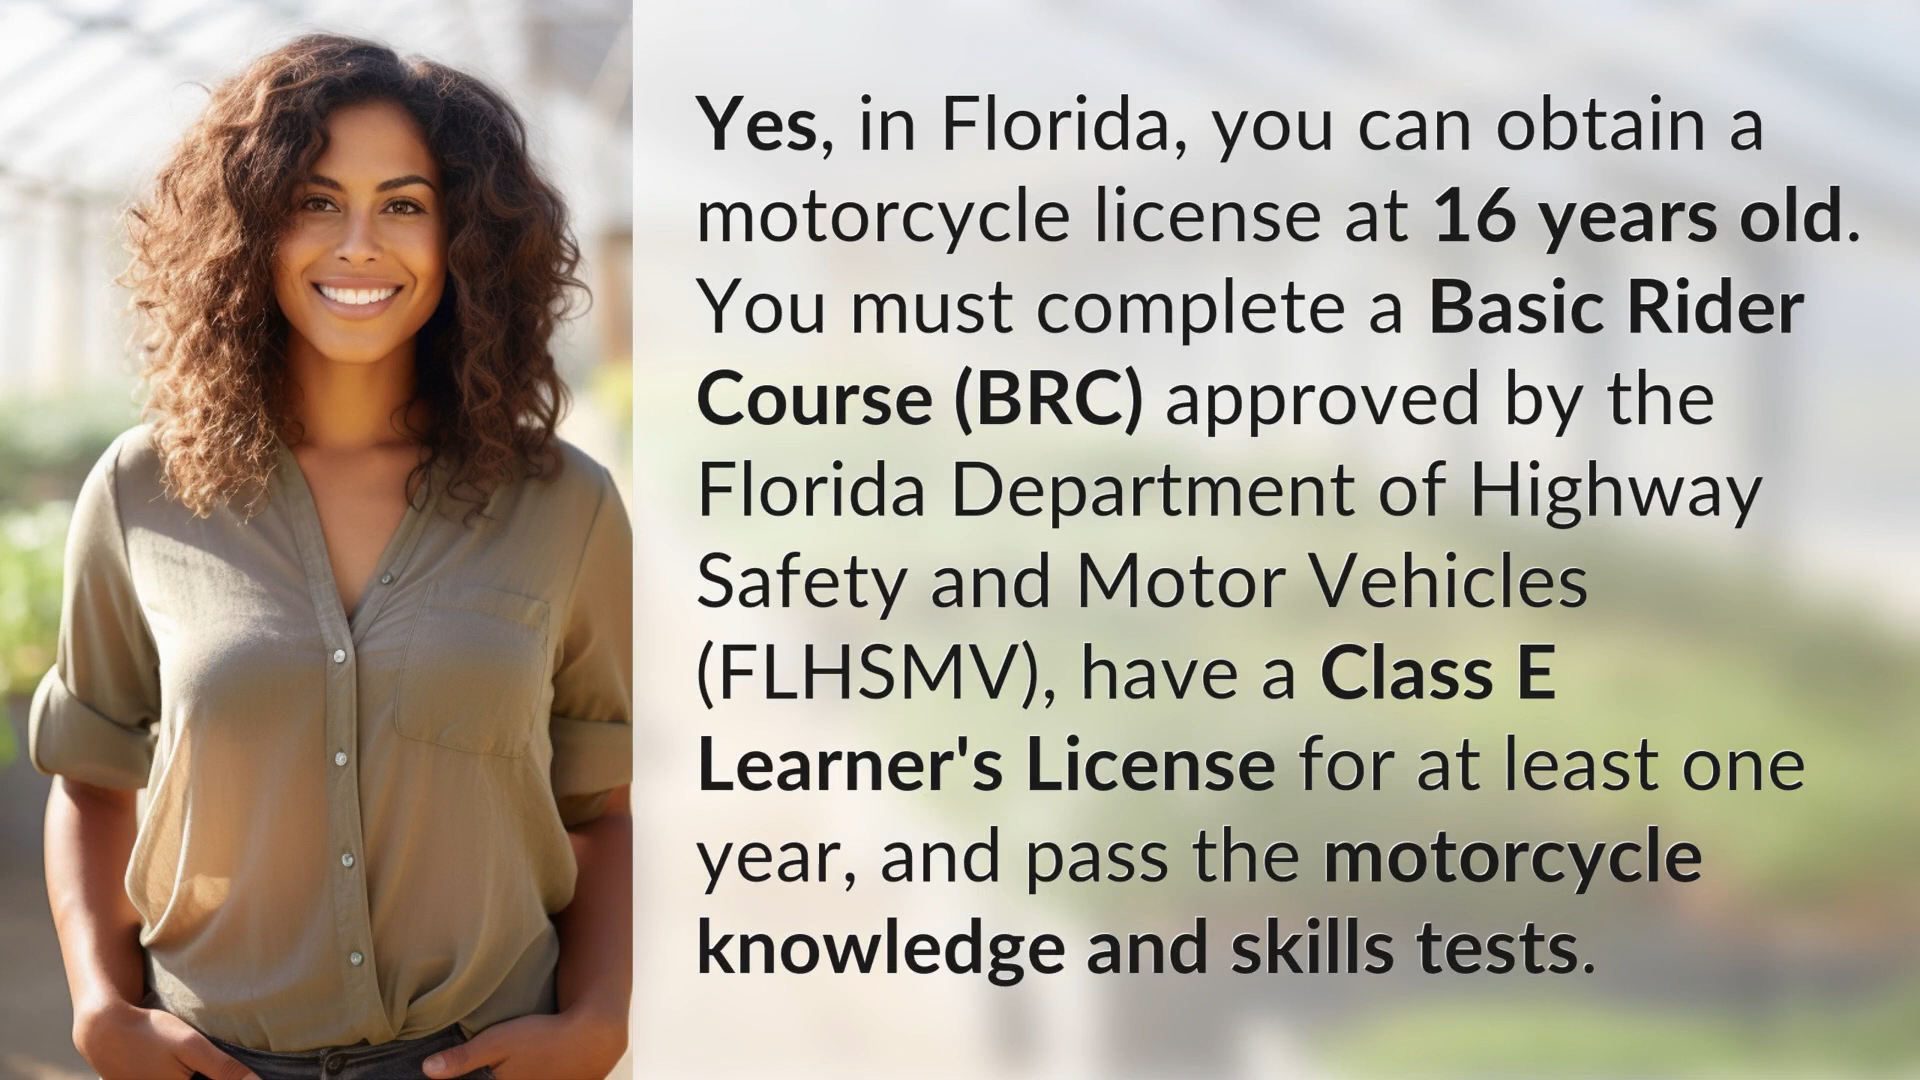 Yes, in Florida, you can obtain a
motorcycle license at 16 years old.
You must complete a Basic Rider
Course (BRC) approved by the
Florida Department of Highway
Safety and Motor Vehicles
(FLHSMV), have a Class E
Learner's License for at least one
year, and pass the motorcycle
knowledge and skills tests.